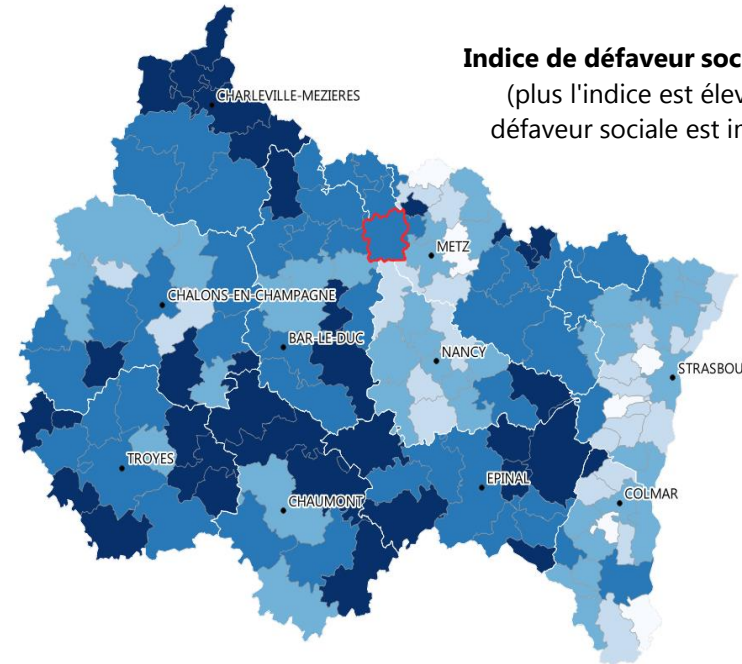 Indice de défaveur soc
(plus l'indice est élev
défaveur sociale est in
CHARLEVILLE-MEZIERES
METZ
CHALONS-EN-CHAMPAGNE
BAR-LE-DUC
NANCY
STRASBOU
TROYES
EPINAL
CHAUMONT
COLMAR